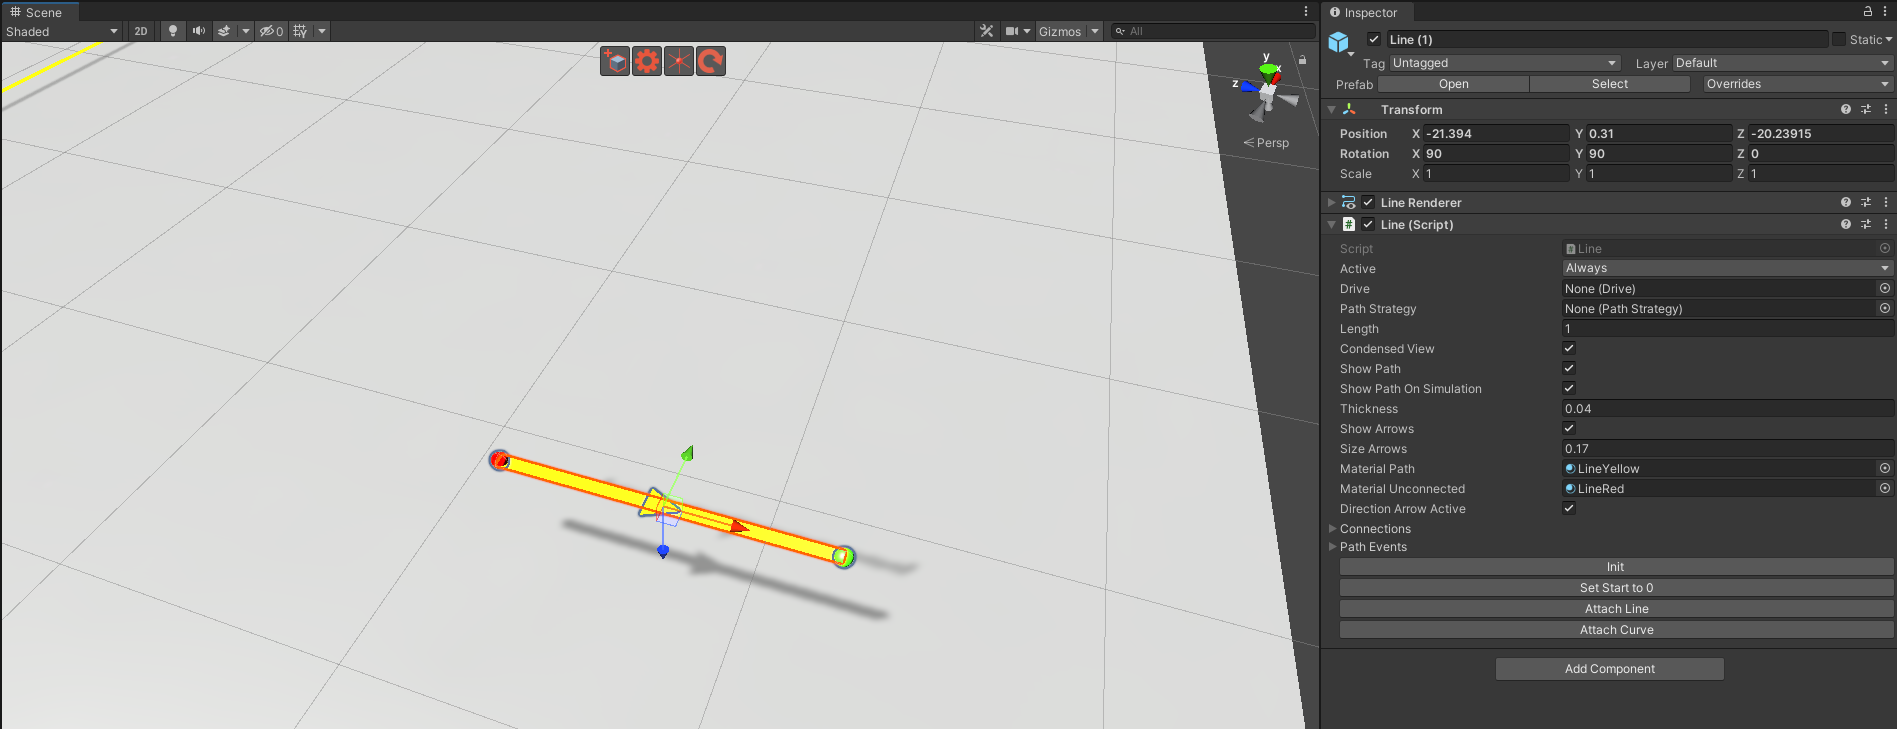 Scene
Shaded
2D
0
Gizmos
All
y
x
z
Persp
Inspector
Line (1)
Static
Tag Untagged Layer Default
Prefab Open Select Overrides
Transform
Position X -21.394 Y 0.31 Z -20.23915
Rotation X 90 Y 90 Z 0
Scale X 1 Y 1 Z 1
Line Renderer
# Line (Script)
Script # Line
Active Always
Drive None (Drive)
Path Strategy None (Path Strategy)
Length 1
Condensed View
Show Path
Show Path On Simulation
Thickness 0.04
Show Arrows
Size Arrows 0.17
Material Path LineYellow
Material Unconnected LineRed
Direction Arrow Active
Connections
Path Events
Init
Set Start to 0
Attach Line
Attach Curve
Add Component